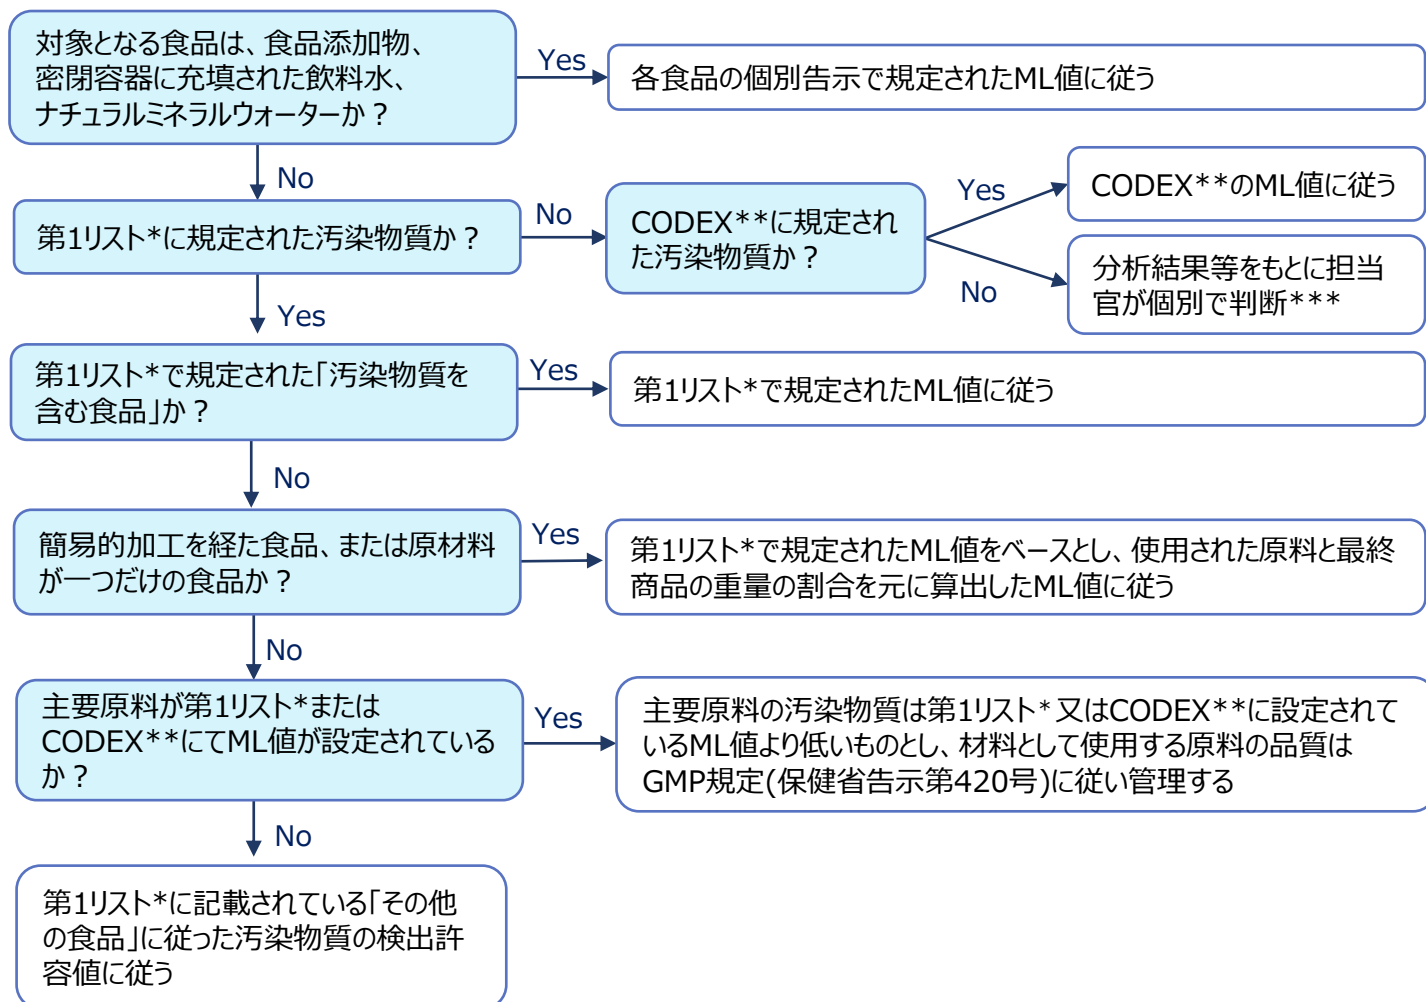 対象となる食品は、食品添加物、
密閉容器に充填された飲料水、
ナチュラルミネラルウォーターか？
Yes
各食品の個別告示で規定されたML値に従う
No
第1リスト*に規定された汚染物質か？
No
CODEX**に規定され
た汚染物質か？
Yes
CODEX**のML値に従う
No
分析結果等をもとに担当
官が個別で判断***
Yes
第1リスト*で規定された「汚染物質を
含む食品」か？
Yes
第1リスト*で規定されたML値に従う
No
簡易的加工を経た食品、または原材料
が一つだけの食品か？
Yes
第1リスト*で規定されたML値をベースとし、使用された原料と最終
商品の重量の割合を元に算出したML値に従う
No
主要原料が第1リスト*または
CODEX**にてML値が設定されている
か？
Yes
主要原料の汚染物質は第1リスト*又はCODEX**に設定されて
いるML値より低いものとし、材料として使用する原料の品質は
GMP規定(保健省告示第420号)に従い管理する
No
第1リスト*に記載されている「その他
の食品」に従った汚染物質の検出許
容値に従う